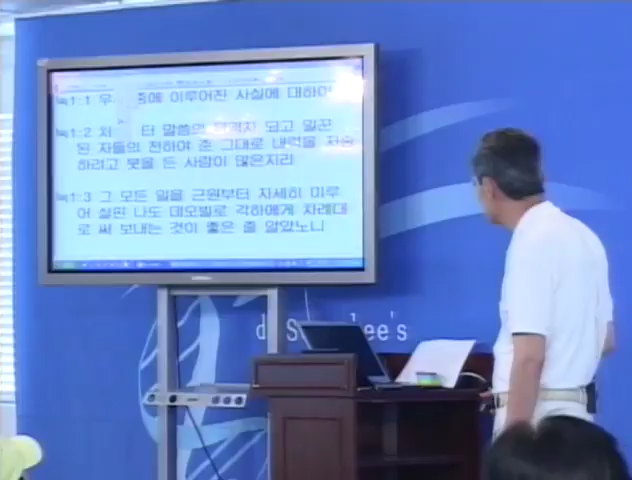 눅1:1 우 중에 이루어진 사실에 대하여
눅1:2 처 터 말씀의 되고 일꾼
된 자들의 전하여 준 그대로 내력을 저술
하려고 붓을 든 사람이 많은지라
눅1:3 그 모든 일을 근원부터 자세히 미루
어 살핀 나도 데오빌로 각하에게 차례대
로 써 보내는 것이 좋은 줄 알았노니
ee's